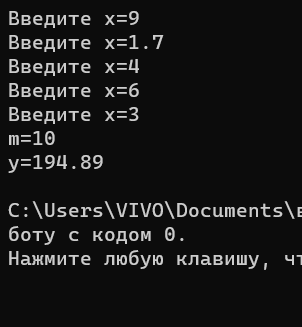 Введите x=9
Введите x=1.7
Введите x=4
Введите x=6
Введите x=3
m=10
y=194.89
C:\Users\VIVO\Documents\в
боту с кодом 0.
Нажмите любую клавишу, чт